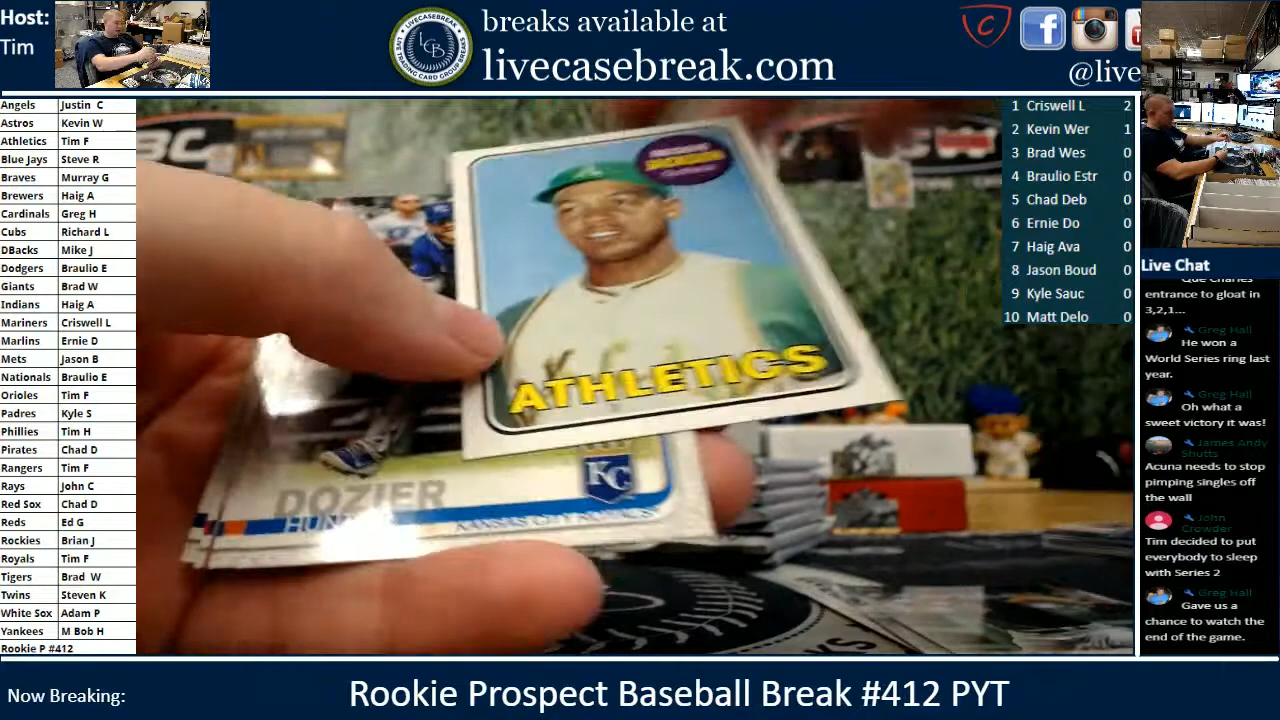 Host:
Tim
breaks available at
livecasebreak.com
@live
LCB
Angels Justin C
Astros Kevin W
Athletics Tim F
Blue Jays Steve R
Braves Murray G
Brewers Haig A
Cardinals Greg H
Cubs Richard L
DBacks Mike J
Dodgers Braulio E
Giants Brad W
Indians Haig A
Mariners Criswell L
Marlins Ernie D
Mets Jason B
Nationals Braulio E
Orioles Tim F
Padres Kyle S
Phillies Tim H
Pirates Chad D
Rangers Tim F
Rays John C
Red Sox Chad D
Reds Ed G
Rockies Brian J
Royals Tim F
Tigers Brad W
Twins Steven K
White Sox Adam P
Yankees M Bob H
Rookie P #412
JACKSON
ATHLETICS
DOZIER
KC
KANSAS CITY ROYALS
1 Criswell L 2
2 Kevin Wer 1
3 Brad Wes 0
4 Braulio Estr 0
5 Chad Deb 0
6 Ernie Do 0
7 Haig Ava 0
8 Jason Boud 0
9 Kyle Sauc 0
10 Matt Delo 0
Live Chat
Que Charles
entrance to gloat in
3,2,1...
Greg Hall
He won a
World Series ring last
year.
Greg Hall
Oh what a
sweet victory it was!
James Andy
Shutts
Acuna needs to stop
pimping singles off
the wall
John
Crowder
Tim decided to put
everybody to sleep
with Series 2
Greg Hall
Gave us a
chance to watch the
end of the game.
Now Breaking:
Rookie Prospect Baseball Break #412 PYT